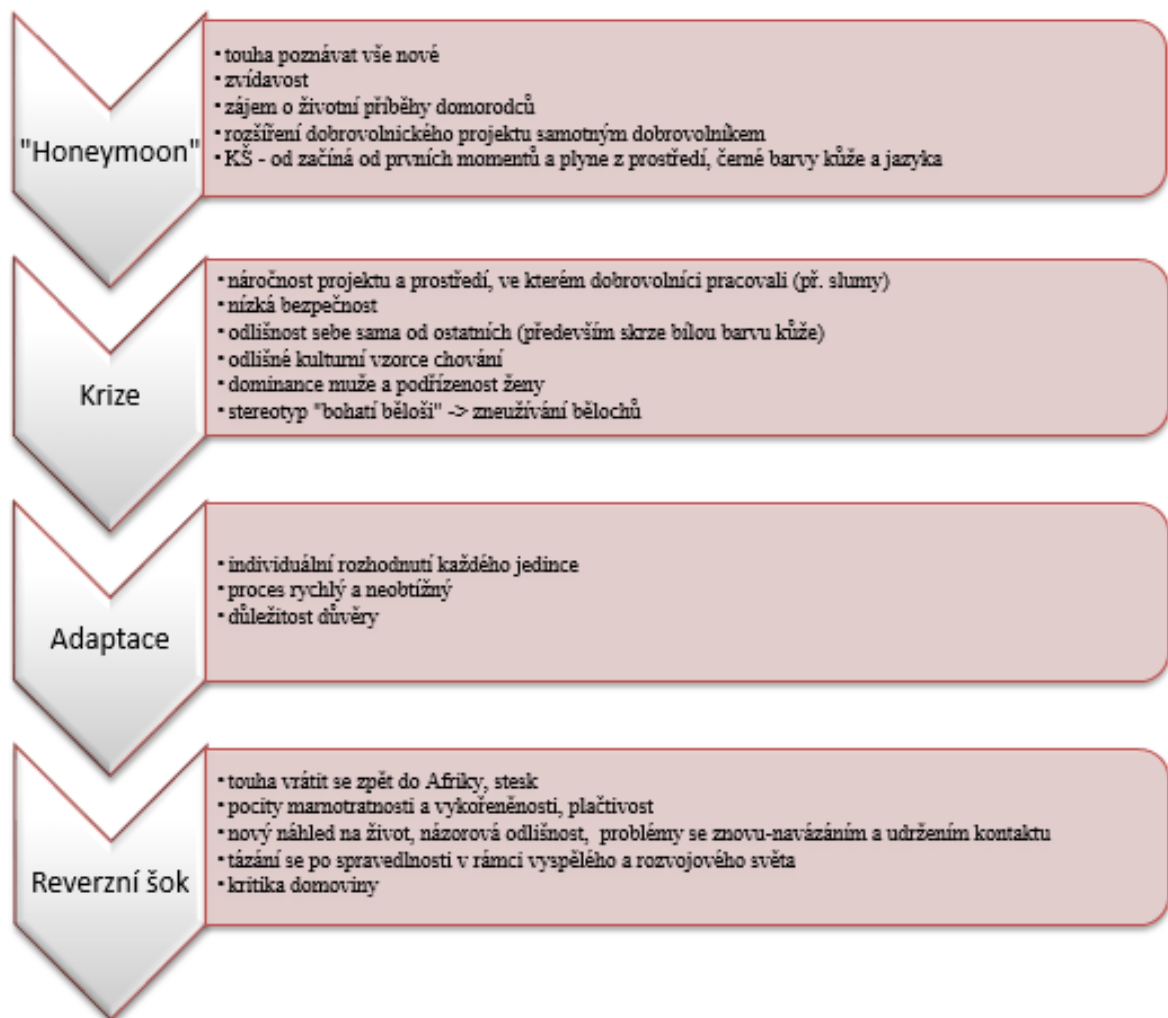 "Honeymoon"
▪ touha poznávat vše nové
▪ zvídavost
▪ zájem o životní příběhy domorodců
▪ rozšíření dobrovolnického projektu samotným dobrovolníkem
▪ KŠ - od začíná od prvních momentů a plyne z prostředí, černé barvy kůže a jazyka
Krize
▪ náročnost projektu a prostředí, ve kterém dobrovolníci pracovali (př. slumy)
▪ nízká bezpečnost
▪ odlišnost sebe sama od ostatních (především skrze bílou barvu kůže)
▪ odlišné kulturní vzorce chování
▪ dominance muže a podřízenost ženy
▪ stereotyp "bohatí běloši" -> zneužívání bělochů
Adaptace
▪ individuální rozhodnutí každého jedince
▪ proces rychlý a neobtížný
▪ důležitost důvěry
Reverzní šok
▪ touha vrátit se zpět do Afriky, stesk
▪ pocity marnotratnosti a vykořeněnosti, plačtivost
▪ nový náhled na život, názorová odlišnost, problémy se znovu-navázáním a udržením kontaktu
▪ tázání se po spravedlnosti v rámci vyspělého a rozvojového světa
▪ kritika domoviny